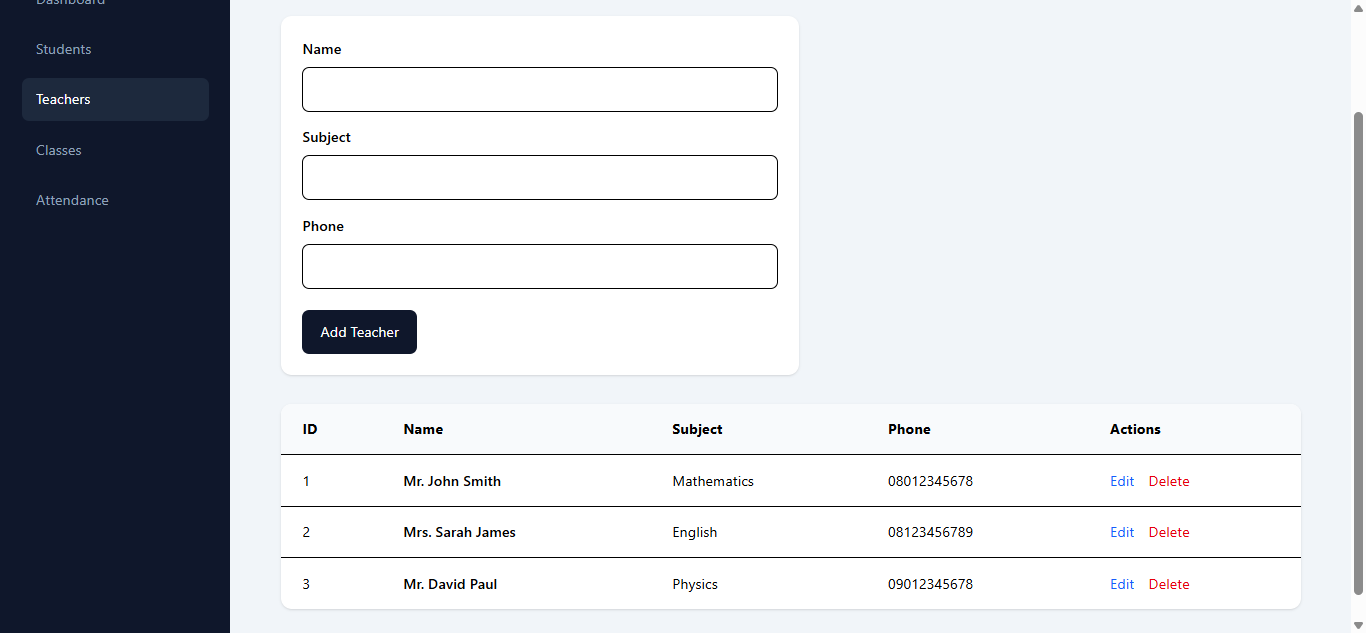 Dashboard
Students
Teachers
Classes
Attendance
Name
Subject
Phone
Add Teacher
ID Name Subject Phone Actions
1 Mr. John Smith Mathematics 08012345678 Edit Delete
2 Mrs. Sarah James English 08123456789 Edit Delete
3 Mr. David Paul Physics 09012345678 Edit Delete